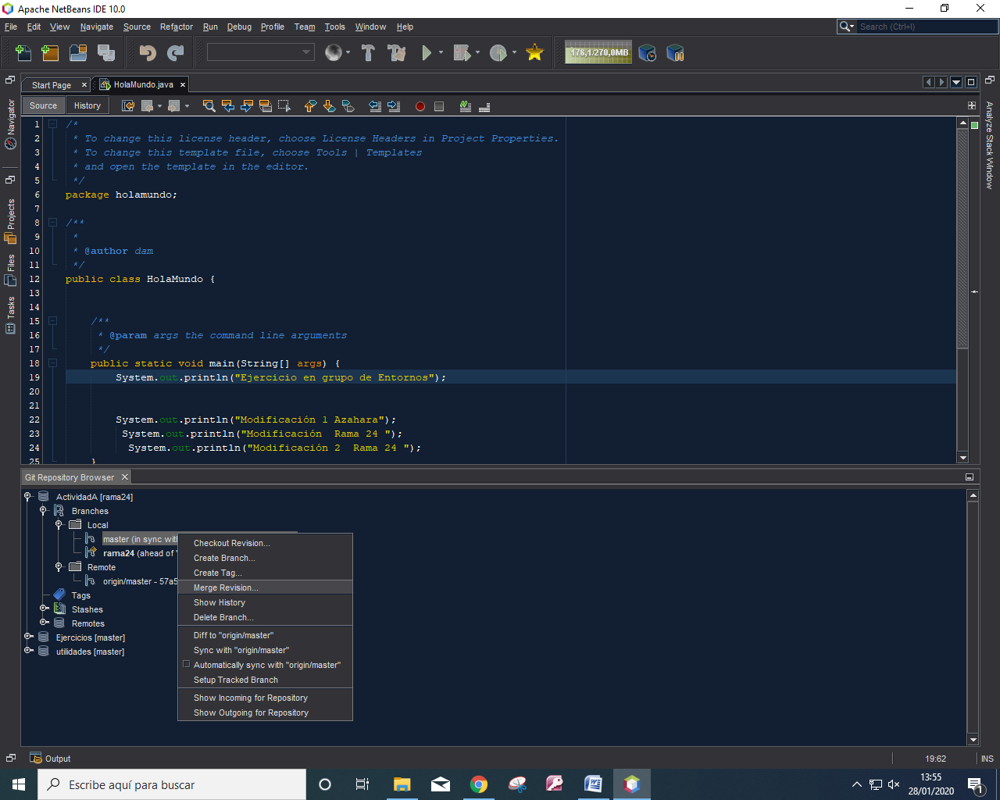 Apache NetBeans IDE 10.0
File Edit View Navigate Source Refactor Run Debug Profile Team Tools Window Help
Search (Ctrl+I)
176,1/270,0MB
Start Page
HolaMundo.java
Source History
Navigator
Projects
Files
Tasks
Analyze Stack Window
1 /*
2 * To change this license header, choose License Headers in Project Properties.
3 * To change this template file, choose Tools | Templates
4 * and open the template in the editor.
5 */
6 package holamundo;
7
8 /**
9 *
10 * @author dam
11 */
12 public class HolaMundo {
13
14
15 /**
16 * @param args the command line arguments
17 */
18 public static void main(String[] args) {
19 System.out.println("Ejercicio en grupo de Entornos");
20
21
22 System.out.println("Modificación 1 Azahara");
23 System.out.println("Modificación  Rama 24 ");
24 System.out.println("Modificación 2  Rama 24 ");
25 }
Git Repository Browser
ActividadA [rama24]
Branches
Local
master (in sync with
rama24 (ahead of "
Remote
origin/master - 57a5
Tags
Stashes
Remotes
Ejercicios [master]
utilidades [master]
Checkout Revision...
Create Branch...
Create Tag...
Merge Revision...
Show History
Delete Branch...
Diff to "origin/master"
Sync with "origin/master"
Automatically sync with "origin/master"
Setup Tracked Branch
Show Incoming for Repository
Show Outgoing for Repository
Output
19:62 INS
Escribe aquí para buscar
13:55
28/01/2020
1